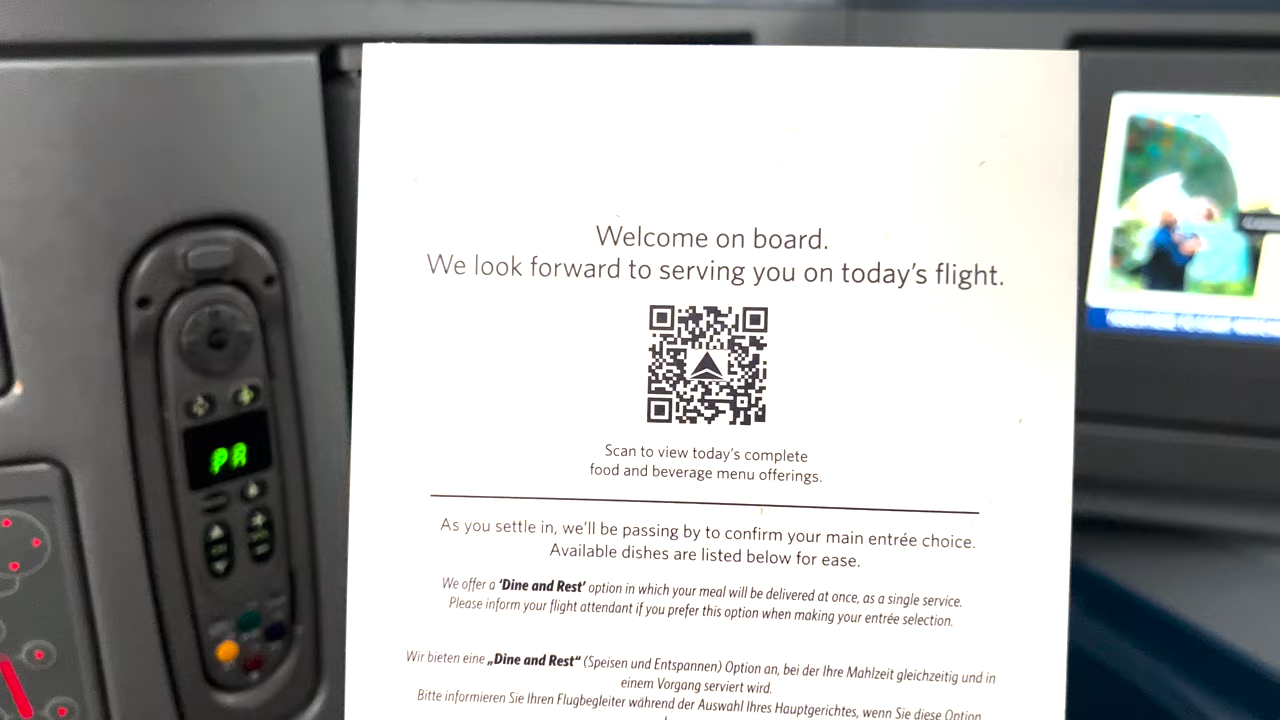 Welcome on board.
We look forward to serving you on today's flight.
Scan to view today's complete
food and beverage menu offerings.
As you settle in, we'll be passing by to confirm your main entrée choice.
Available dishes are listed below for ease.
We offer a 'Dine and Rest' option in which your meal will be delivered at once, as a single service.
Please inform your flight attendant if you prefer this option when making your entrée selection.
Wir bieten eine „Dine and Rest“ (Speisen und Entspannen) Option an, bei der Ihre Mahlzeit gleichzeitig und in
einem Vorgang serviert wird.
Bitte informieren Sie Ihren Flugbegleiter während der Auswahl Ihres Hauptgerichtes, wenn Sie diese Option
PA